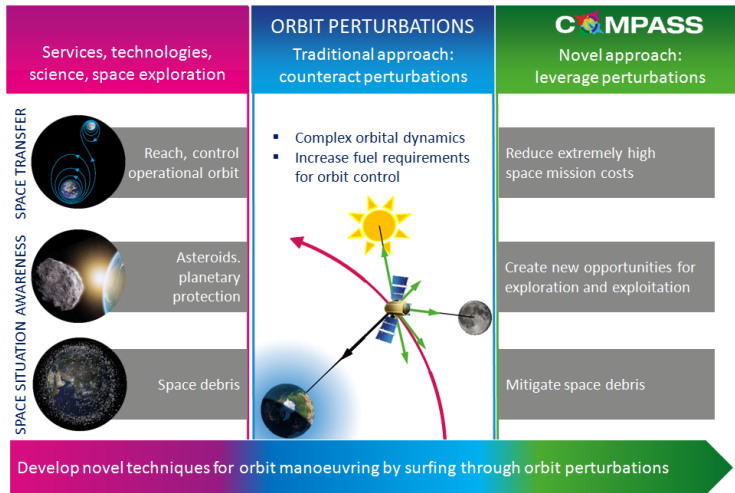 Services, technologies,
science, space exploration
ORBIT PERTURBATIONS
Traditional approach:
counteract perturbations
COMPASS
Novel approach:
leverage perturbations
SPACE TRANSFER
Reach, control
operational orbit
▪ Complex orbital dynamics
▪ Increase fuel requirements
for orbit control
Reduce extremely high
space mission costs
SPACE SITUATION AWARENESS
Asteroids.
planetary
protection
Create new opportunities for
exploration and exploitation
Space debris
Mitigate space debris
Develop novel techniques for orbit manoeuvring by surfing through orbit perturbations